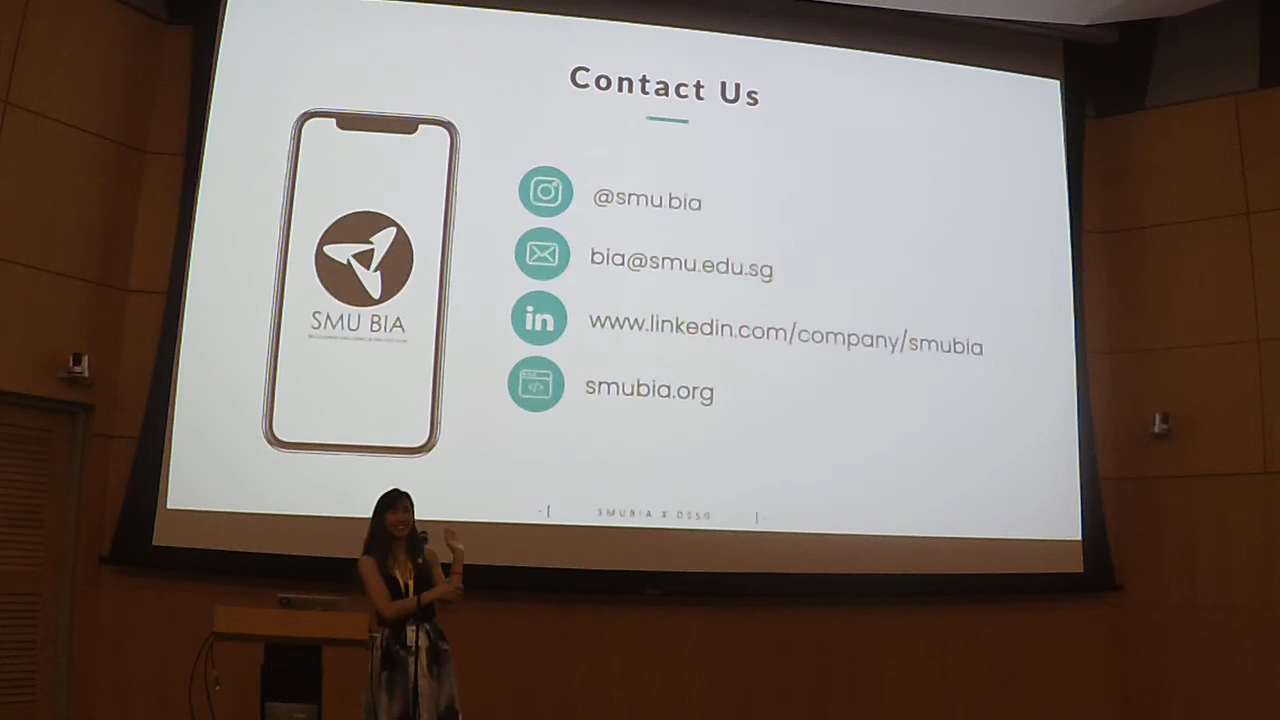 Contact Us
@smu.bia
bia@smu.edu.sg
in
www.linkedin.com/company/smubia
smubia.org
SMU BIA
SMUBIA X DSSG